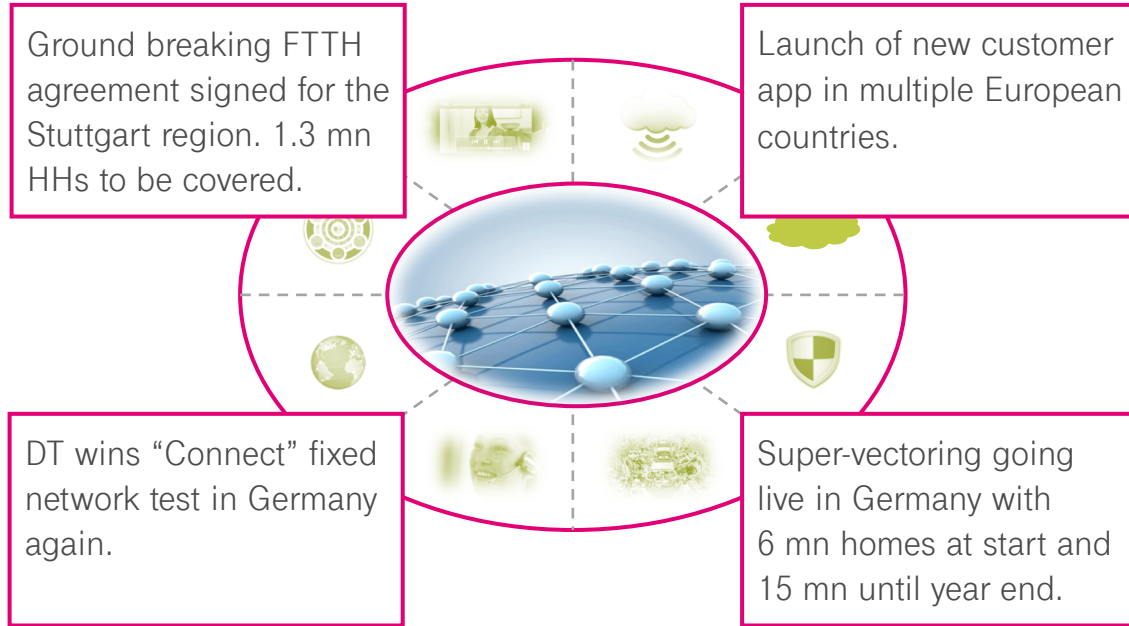 Ground breaking FTTH
agreement signed for the
Stuttgart region. 1.3 mn
HHs to be covered.
Launch of new customer
app in multiple European
countries.
DT wins “Connect” fixed
network test in Germany
again.
Super-vectoring going
live in Germany with
6 mn homes at start and
15 mn until year end.